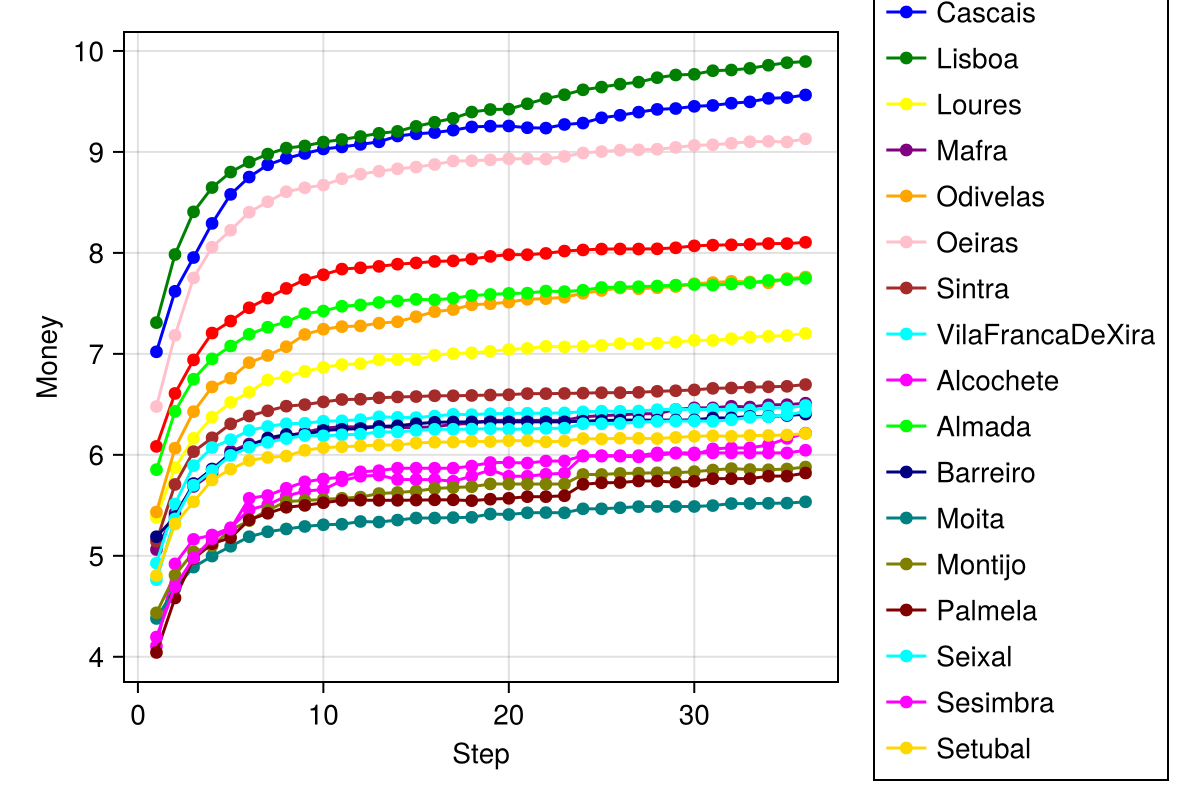 Cascais
Lisboa
Loures
Mafra
Odivelas
Oeiras
Sintra
VilaFrancaDeXira
Alcochete
Almada
Barreiro
Moita
Montijo
Palmela
Seixal
Sesimbra
Setubal
10
9
8
7
6
5
4
Money
0 10 20 30
Step